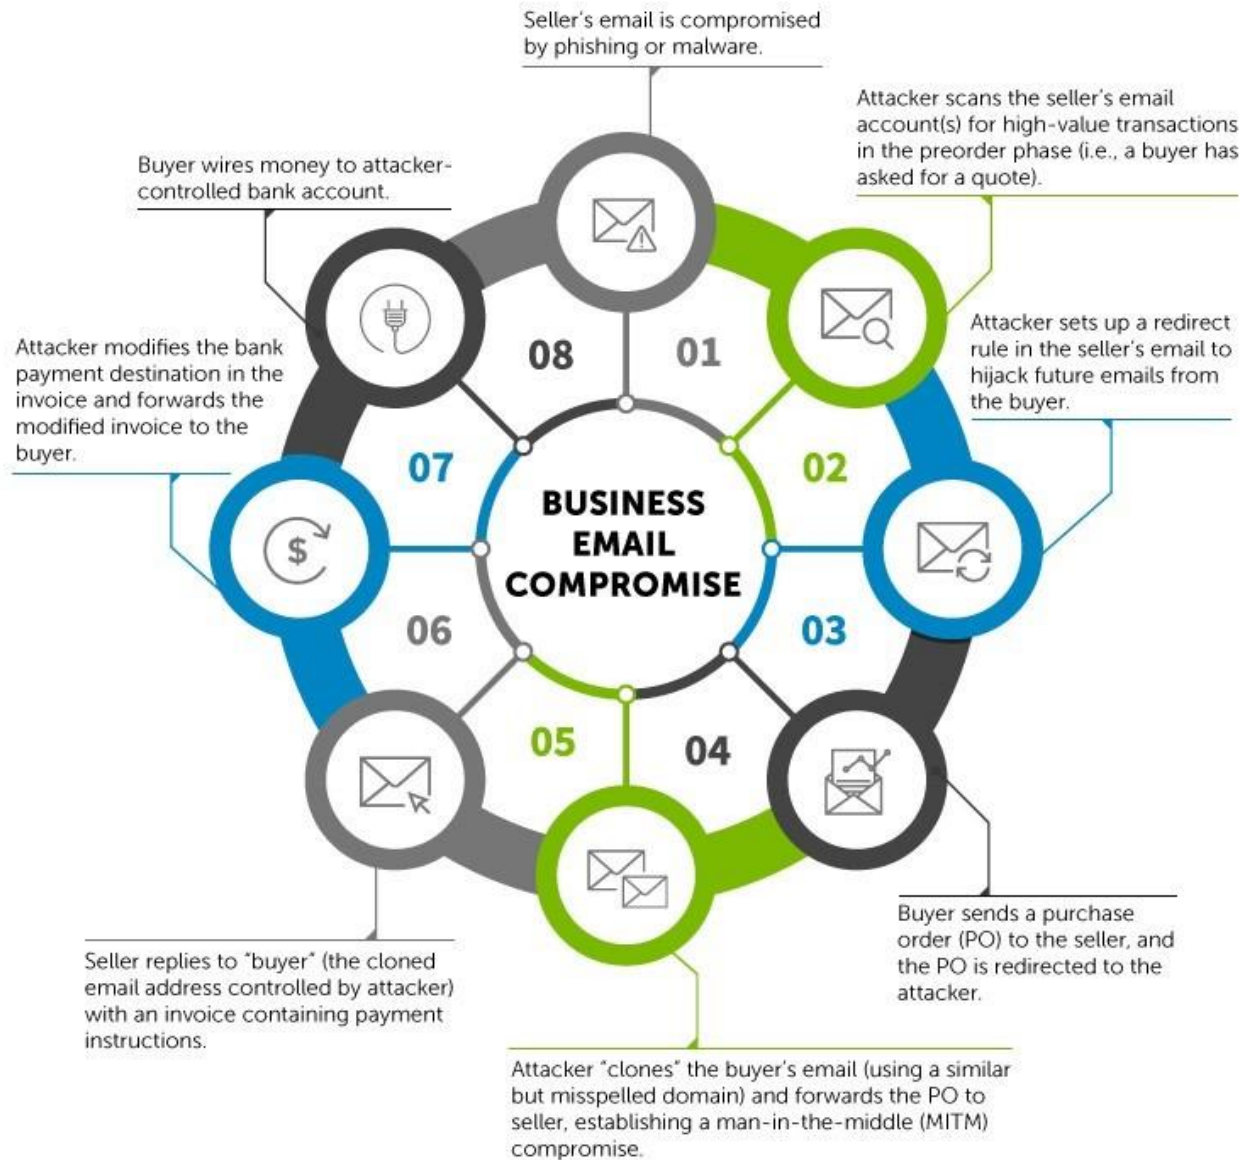 Seller's email is compromised
by phishing or malware.
Attacker scans the seller's email
account(s) for high-value transactions
in the preorder phase (i.e., a buyer has
asked for a quote).
Attacker sets up a redirect
rule in the seller's email to
hijack future emails from
the buyer.
Buyer sends a purchase
order (PO) to the seller, and
the PO is redirected to the
attacker.
Attacker "clones" the buyer's email (using a similar
but misspelled domain) and forwards the PO to
seller, establishing a man-in-the-middle (MITM)
compromise.
Seller replies to "buyer" (the cloned
email address controlled by attacker)
with an invoice containing payment
instructions.
Attacker modifies the bank
payment destination in the
invoice and forwards the
modified invoice to the
buyer.
Buyer wires money to attacker-
controlled bank account.
01
02
03
04
05
06
07
08
BUSINESS
EMAIL
COMPROMISE
$